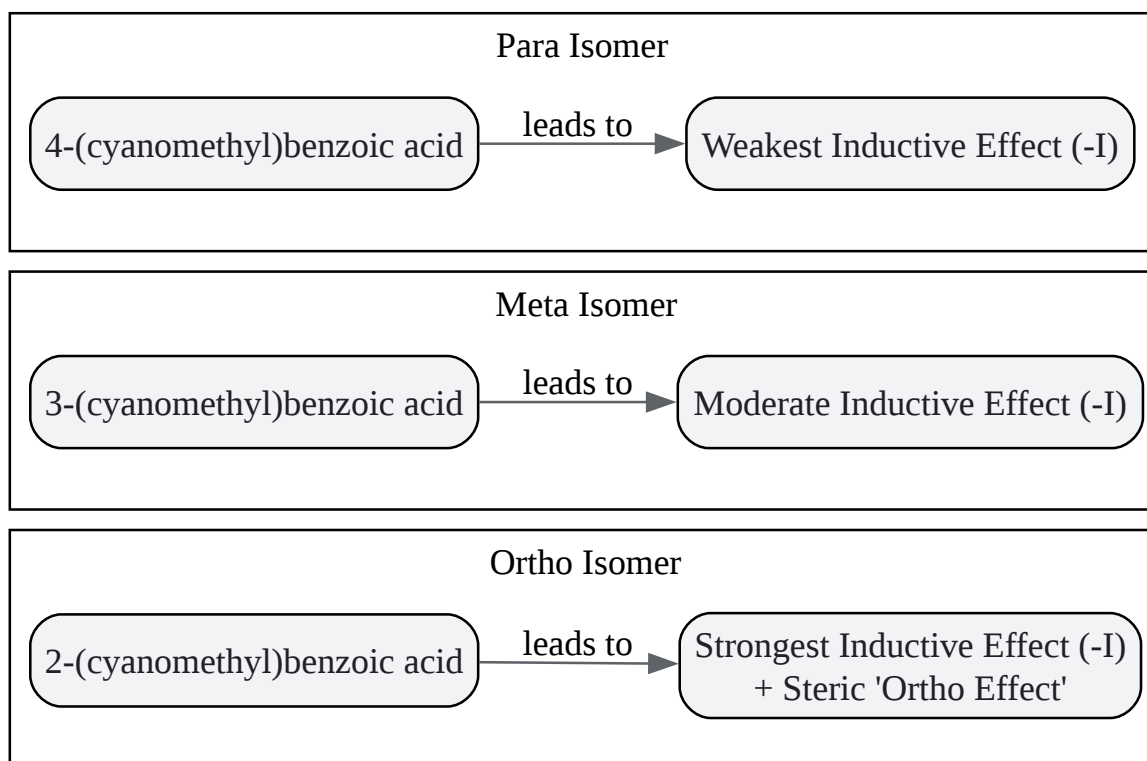 Para Isomer
4-(cyanomethyl)benzoic acid
leads to
Weakest Inductive Effect (-I)
Meta Isomer
3-(cyanomethyl)benzoic acid
leads to
Moderate Inductive Effect (-I)
Ortho Isomer
2-(cyanomethyl)benzoic acid
leads to
Strongest Inductive Effect (-I)
+ Steric 'Ortho Effect'